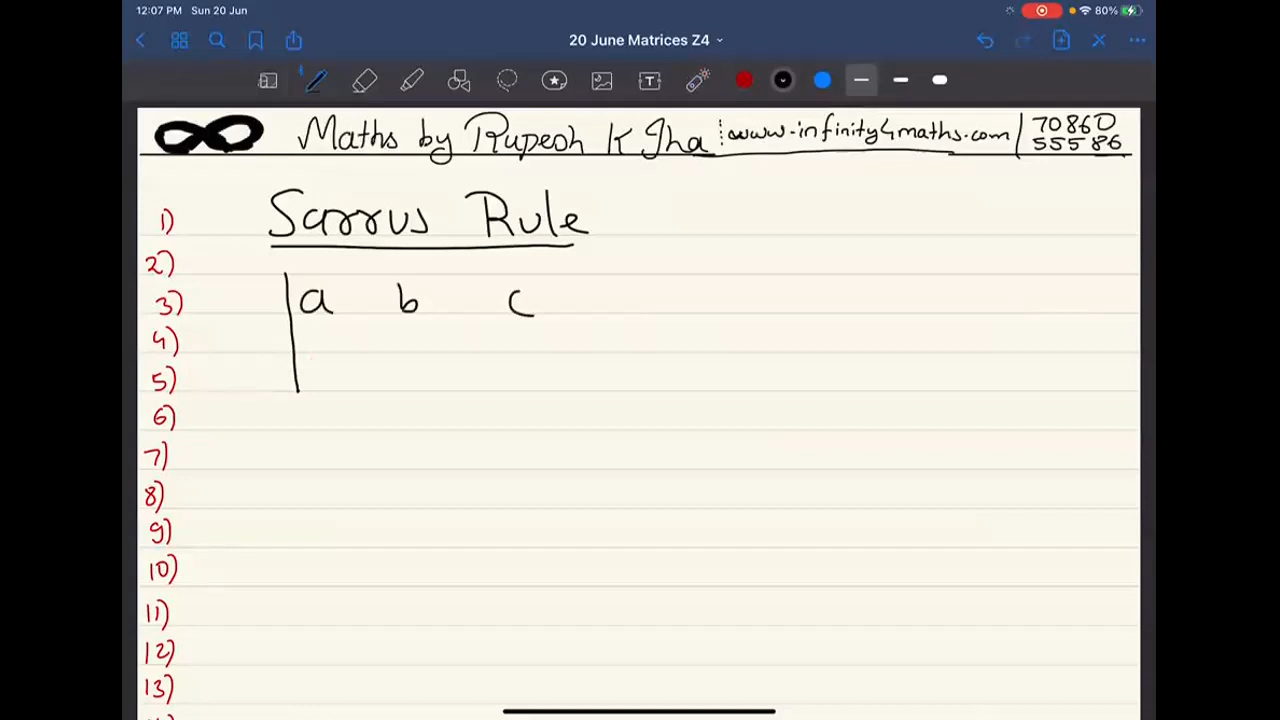 12:07 PM Sun 20 Jun 80%
20 June Matrices Z4
T
Maths by Rupesh K Jha www.infinity4maths.com 70860
55586
1) Sarrus Rule
2)
3) a b c
4)
5)
6)
7)
8)
9)
10)
11)
12)
13)